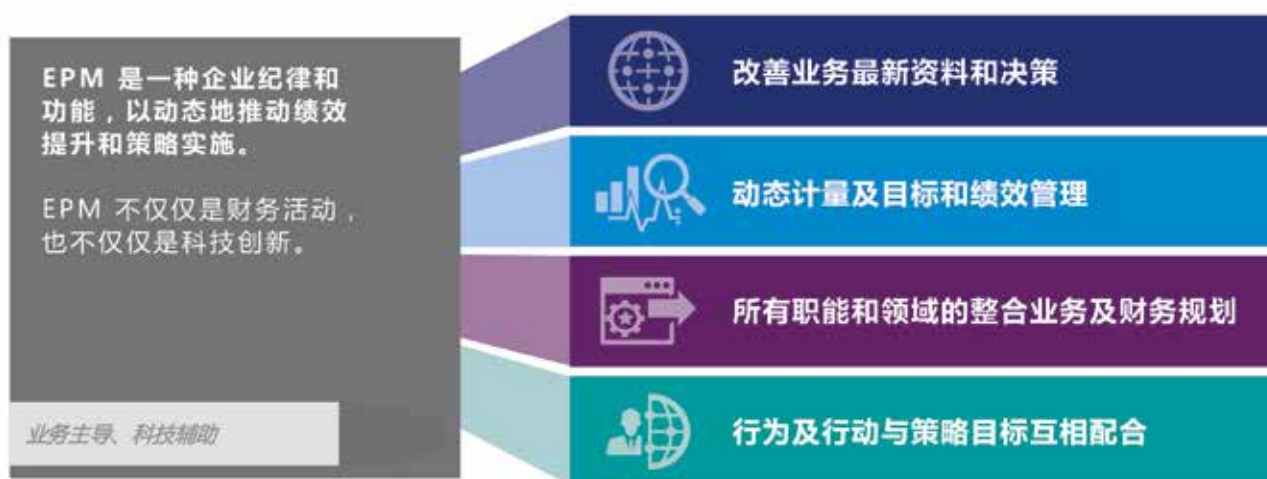 EPM 是一种企业纪律和
功能，以动态地推动绩效
提升和策略实施。
EPM 不仅仅是财务活动，
也不仅仅是科技创新。
业务主导、科技辅助
改善业务最新资料和决策
动态计量及目标和绩效管理
所有职能和领域的整合业务及财务规划
行为及行动与策略目标互相配合